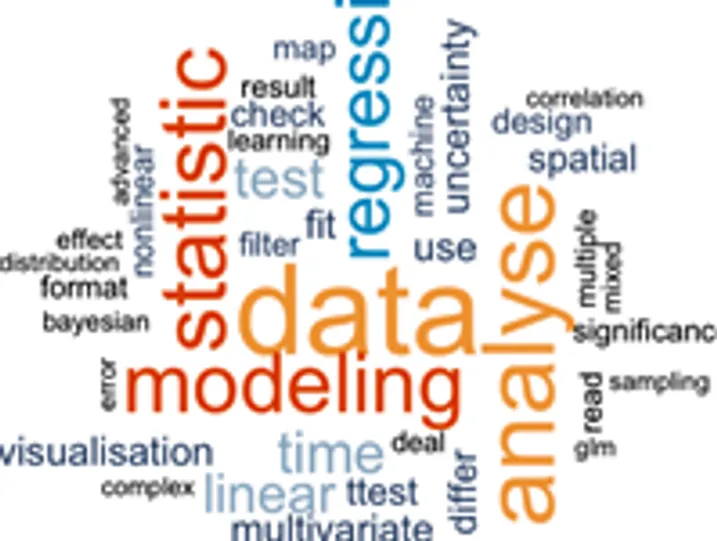 map
regressi
uncertainty
statistic
result
correlation
advanced
check
machine
design
learning
nonlinear
spatial
test
analyse
fit
multiple
effect
filter
use
mixed
distribution
format
data
bayesian
significanc
error
modeling
read
sampling
visualisation
time
deal
differ
glm
complex
linear
ttest
multivariate